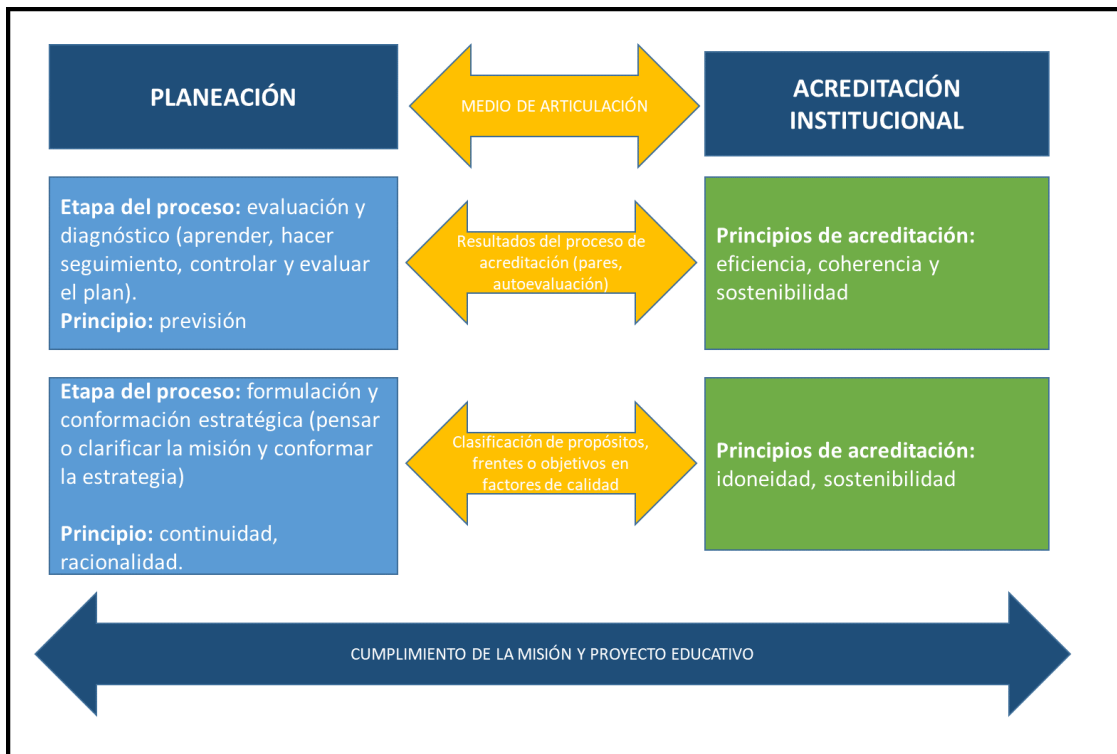 PLANEACIÓN
MEDIO DE ARTICULACIÓN
ACREDITACIÓN
INSTITUCIONAL
Etapa del proceso: evaluación y
diagnóstico (aprender, hacer
seguimiento, controlar y evaluar
el plan).
Principio: previsión
Resultados del proceso de
acreditación (pares,
autoevaluación)
Principios de acreditación:
eficiencia, coherencia y
sostenibilidad
Etapa del proceso: formulación y
conformación estratégica (pensar
o clarificar la misión y conformar
la estrategia)
Principio: continuidad,
racionalidad.
Clasificación de propósitos,
frentes o objetivos en
factores de calidad
Principios de acreditación:
idoneidad, sostenibilidad
CUMPLIMIENTO DE LA MISIÓN Y PROYECTO EDUCATIVO